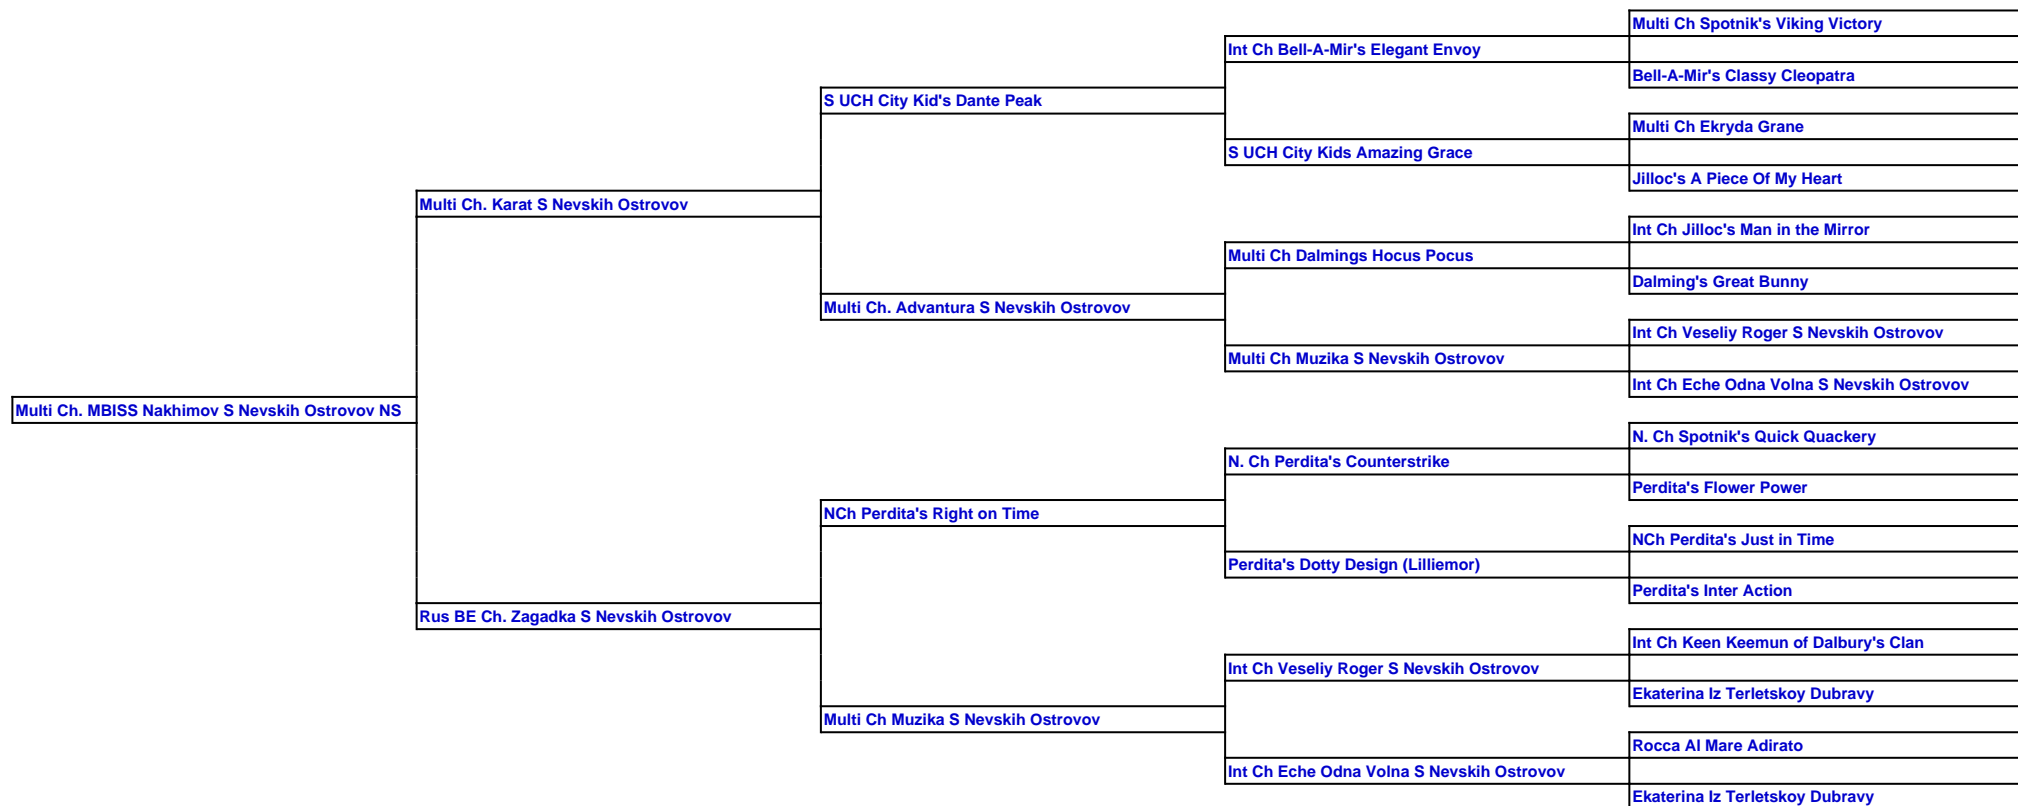 Multi Ch Spotnik's Viking Victory
Int Ch Bell-A-Mir's Elegant Envoy
Bell-A-Mir's Classy Cleopatra
S UCH City Kid's Dante Peak
Multi Ch Ekryda Grane
S UCH City Kids Amazing Grace
Jilloc's A Piece Of My Heart
Multi Ch. Karat S Nevskih Ostrovov
Int Ch Jilloc's Man in the Mirror
Multi Ch Dalmings Hocus Pocus
Dalming's Great Bunny
Multi Ch. Advantura S Nevskih Ostrovov
Int Ch Veseliy Roger S Nevskih Ostrovov
Multi Ch Muzika S Nevskih Ostrovov
Int Ch Eche Odna Volna S Nevskih Ostrovov
Multi Ch. MBISS Nakhimov S Nevskih Ostrovov NS
N. Ch Spotnik's Quick Quackery
N. Ch Perdita's Counterstrike
Perdita's Flower Power
NCh Perdita's Right on Time
NCh Perdita's Just in Time
Perdita's Dotty Design (Lilliemor)
Perdita's Inter Action
Rus BE Ch. Zagadka S Nevskih Ostrovov
Int Ch Keen Keemun of Dalbury's Clan
Int Ch Veseliy Roger S Nevskih Ostrovov
Ekaterina Iz Terletskoy Dubravy
Multi Ch Muzika S Nevskih Ostrovov
Rocca Al Mare Adirato
Int Ch Eche Odna Volna S Nevskih Ostrovov
Ekaterina Iz Terletskoy Dubravy